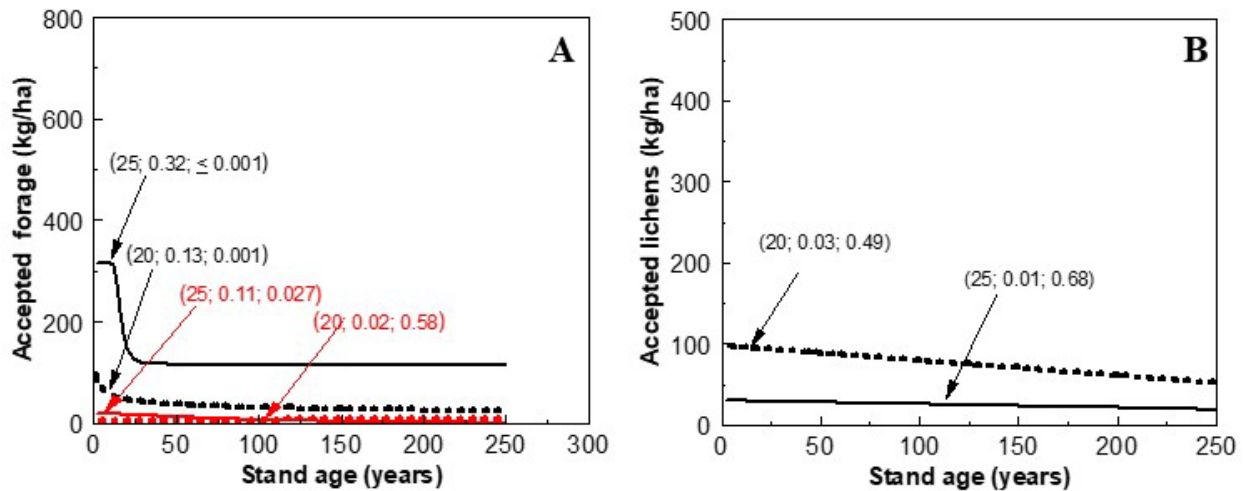 A
Accepted forage (kg/ha)
800
600
400
200
0
(25; 0.32; ≤ 0.001)
(20; 0.13; 0.001)
(25; 0.11; 0.027)
(20; 0.02; 0.58)
0 50 100 150 200 250 300
Stand age (years)
B
Accepted lichens (kg/ha)
500
400
300
200
100
0
(20; 0.03; 0.49)
(25; 0.01; 0.68)
0 50 100 150 200 250
Stand age (years)